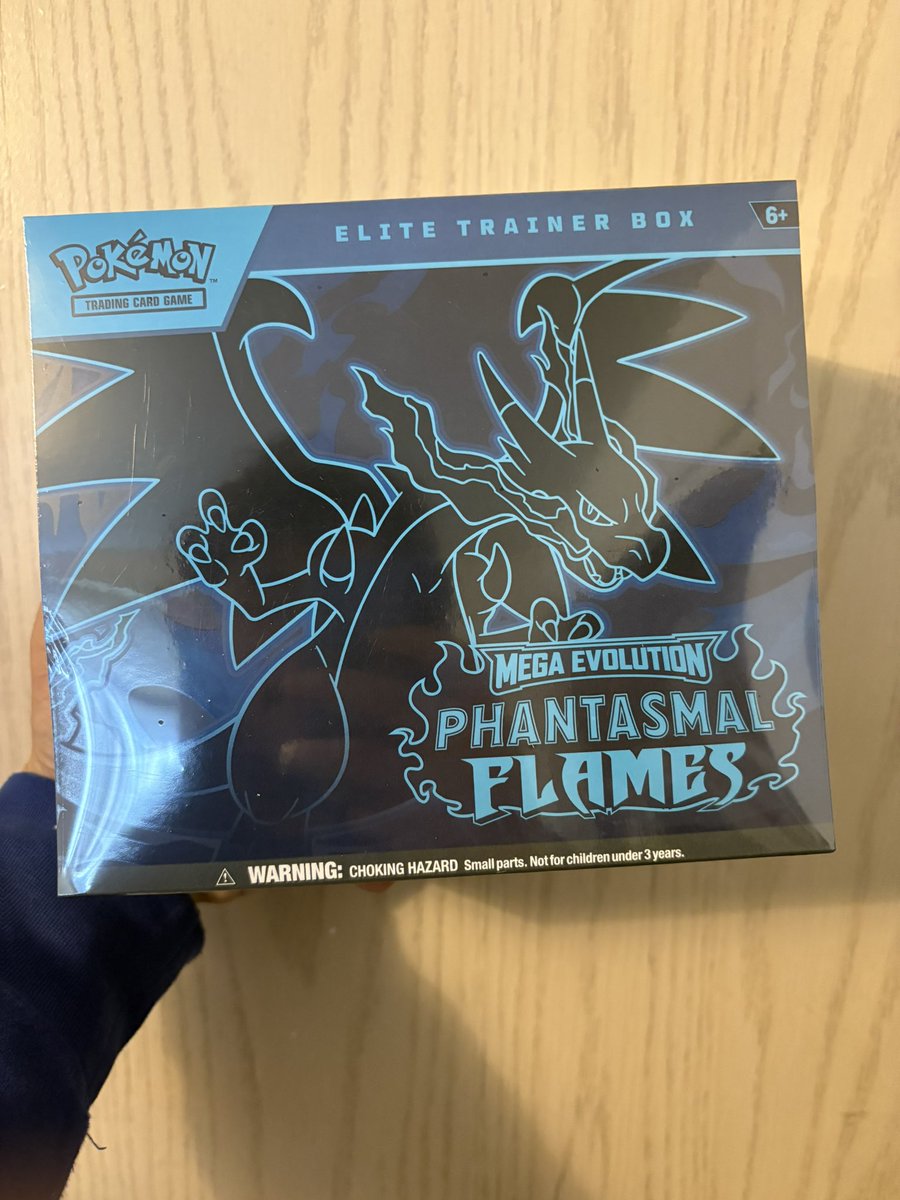 POKÉMON™
TRADING CARD GAME
ELITE TRAINER BOX
6+
MEGA EVOLUTION
PHANTASMAL
FLAMES
WARNING: CHOKING HAZARD Small parts. Not for children under 3 years.